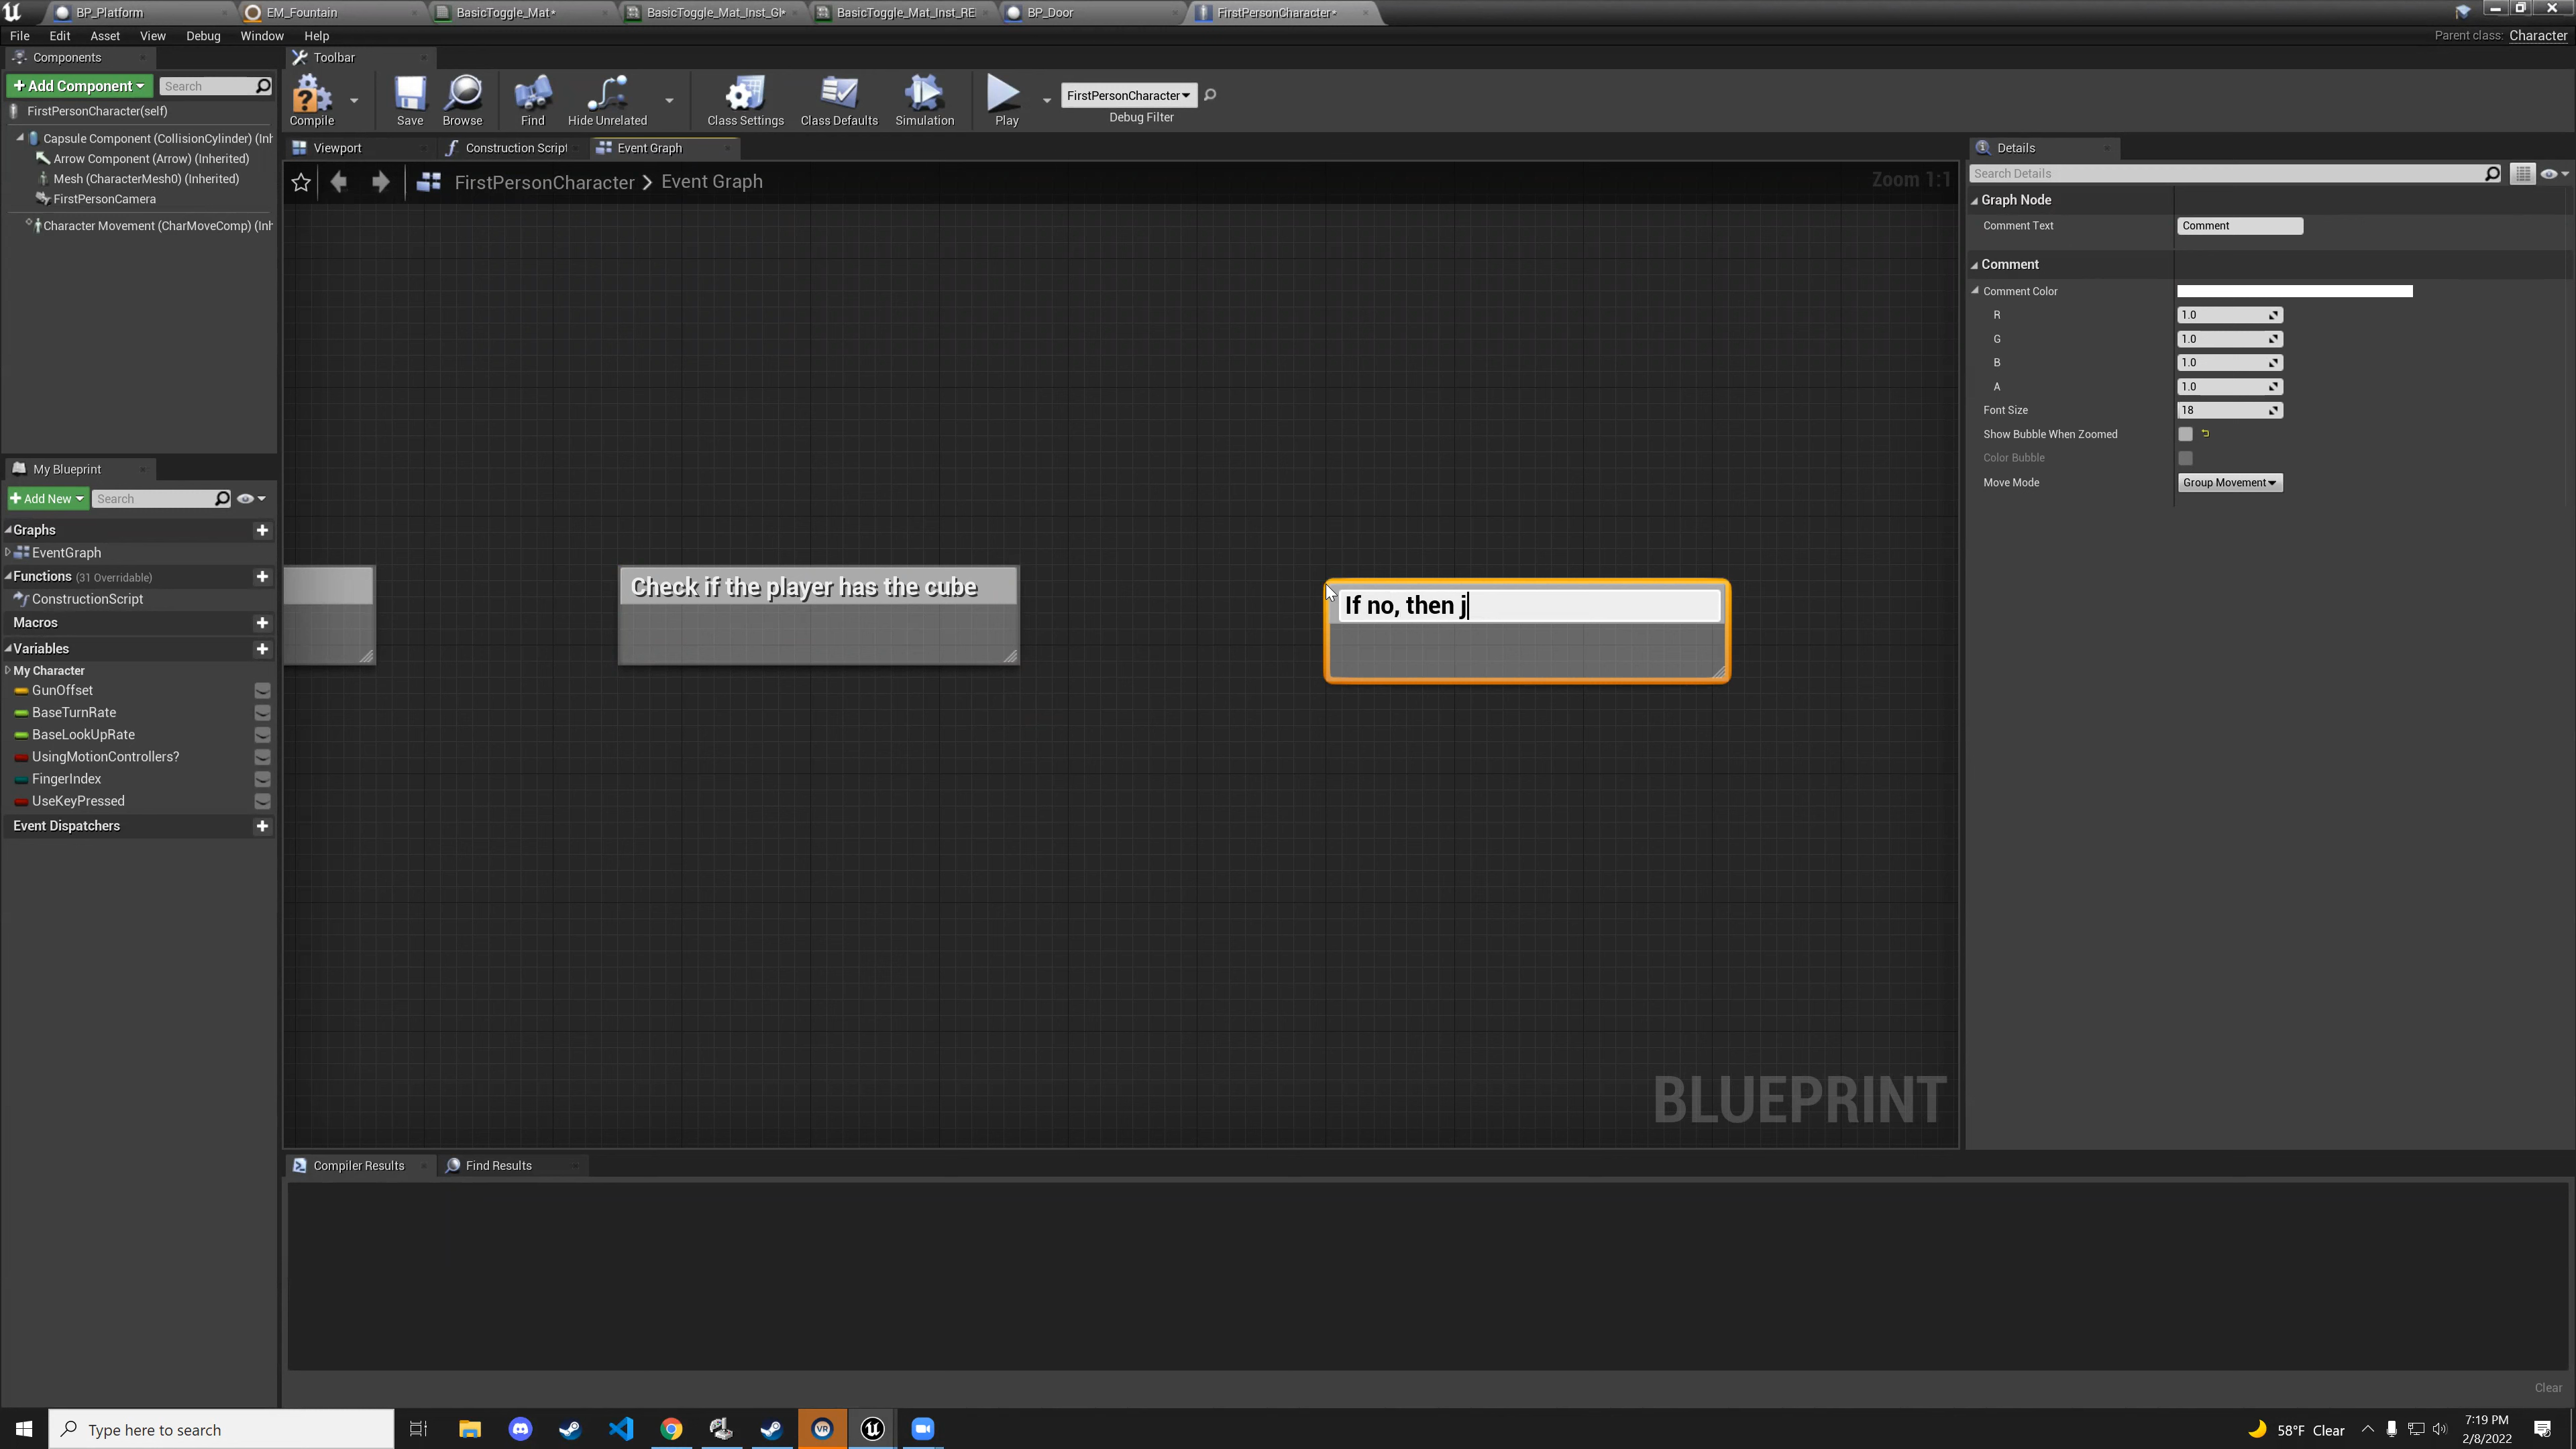 BP_Platform
EM_Fountain
BasicToggle_Mat*
BasicToggle_Mat_Inst_GI*
BasicToggle_Mat_Inst_RE
BP_Door
FirstPersonCharacter*
File Edit Asset View Debug Window Help
Parent class: Character
Components
Toolbar
+ Add Component
Search
FirstPersonCharacter(self)
Capsule Component (CollisionCylinder) (Inh
Arrow Component (Arrow) (Inherited)
Mesh (CharacterMesh0) (Inherited)
FirstPersonCamera
Character Movement (CharMoveComp) (Inh
Compile
Save
Browse
Find
Hide Unrelated
Class Settings
Class Defaults
Simulation
Play
FirstPersonCharacter
Debug Filter
Viewport
Construction Script
Event Graph
FirstPersonCharacter > Event Graph
Zoom 1:1
Check if the player has the cube
If no, then j
BLUEPRINT
Details
Search Details
Graph Node
Comment Text
Comment
Comment
Comment Color
R 1.0
G 1.0
B 1.0
A 1.0
Font Size 18
Show Bubble When Zoomed
Color Bubble
Move Mode Group Movement
My Blueprint
+ Add New
Search
Graphs
EventGraph
Functions (31 Overridable)
ConstructionScript
Macros
Variables
My Character
GunOffset
BaseTurnRate
BaseLookUpRate
UsingMotionControllers?
FingerIndex
UseKeyPressed
Event Dispatchers
Compiler Results
Find Results
Clear
Type here to search
VR
58°F Clear
7:19 PM
2/8/2022